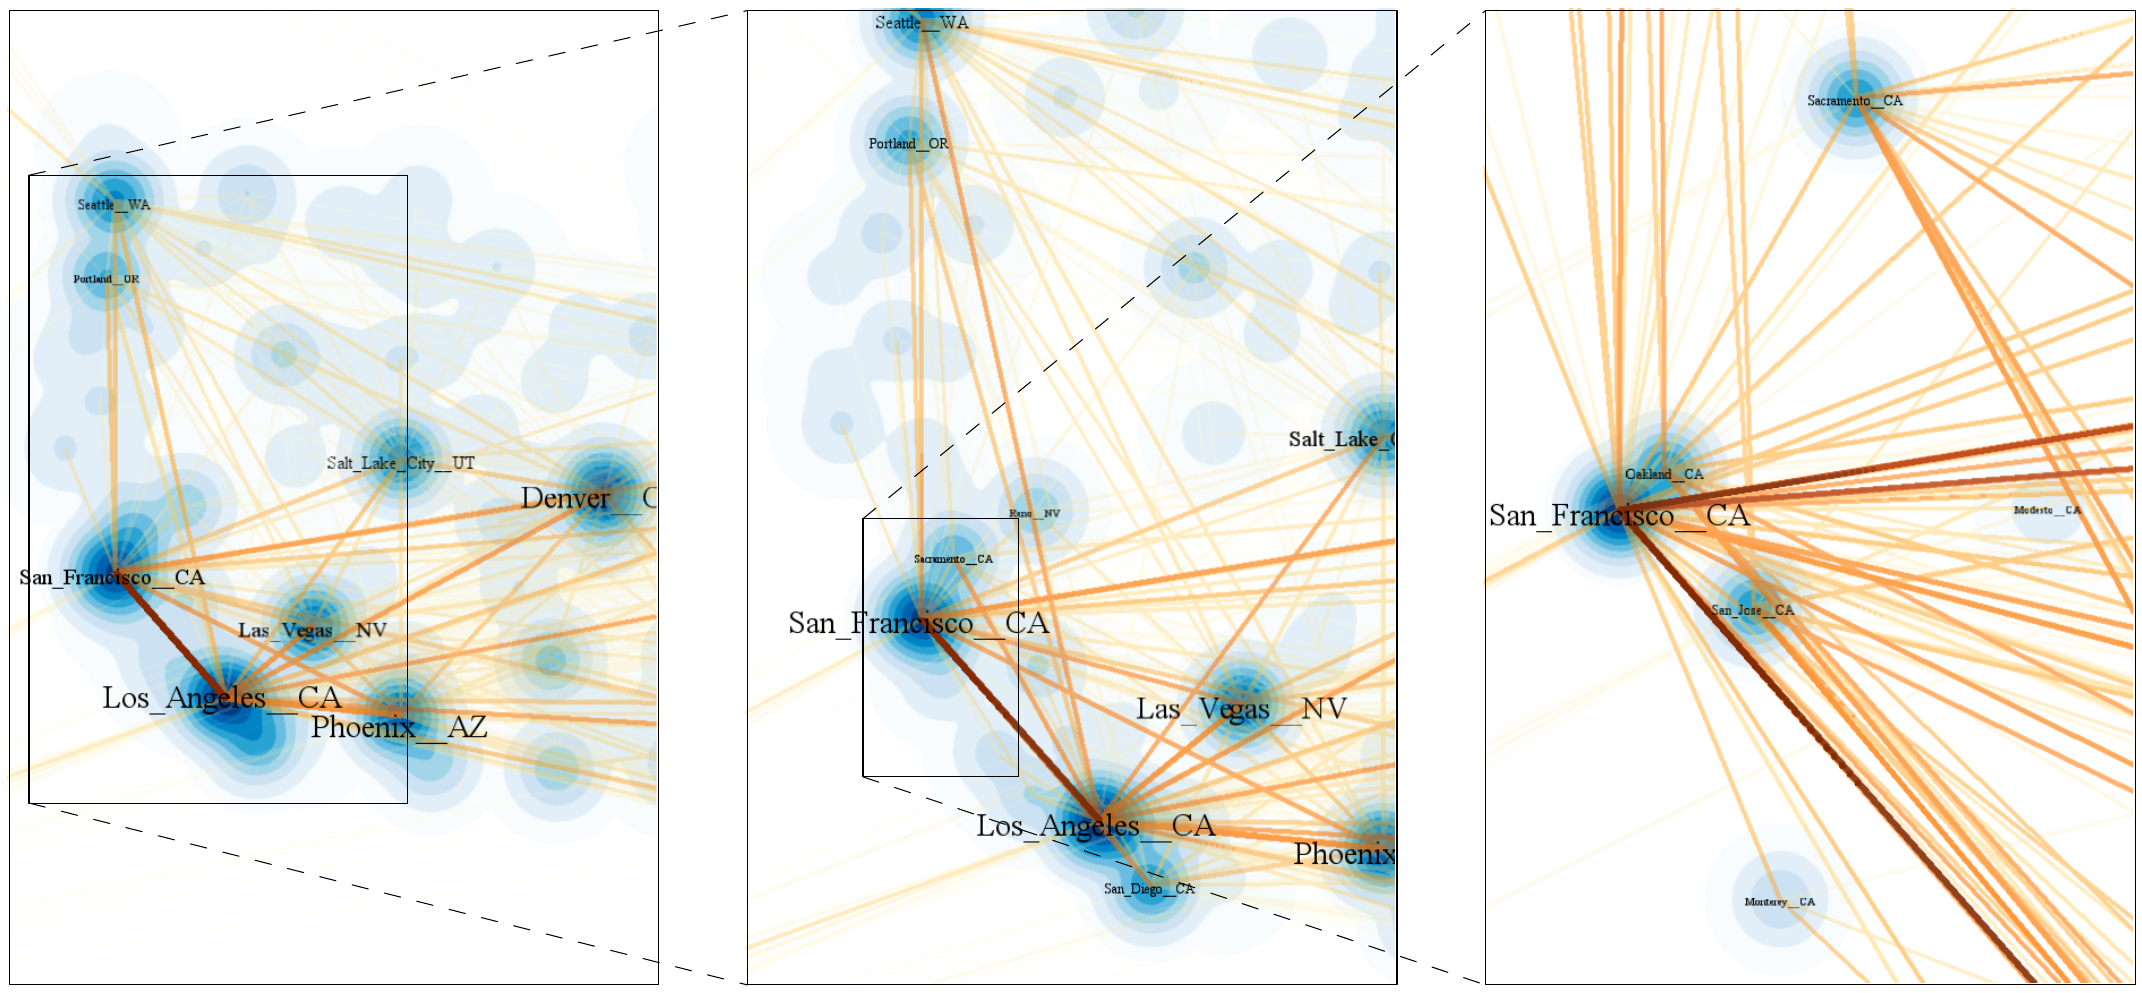 Seattle__WA
Portland__OR
Salt_Lake_City__UT
Denver__C
San_Francisco__CA
Las_Vegas__NV
Los_Angeles__CA
Phoenix__AZ
Seattle__WA
Portland__OR
Salt_Lake_C
Reno__NV
Sacramento__CA
San_Francisco__CA
Las_Vegas__NV
Los_Angeles__CA
Phoenix
San_Diego__CA
Sacramento__CA
Oakland__CA
San_Francisco__CA
Modesto__CA
San_Jose__CA
Monterey__CA